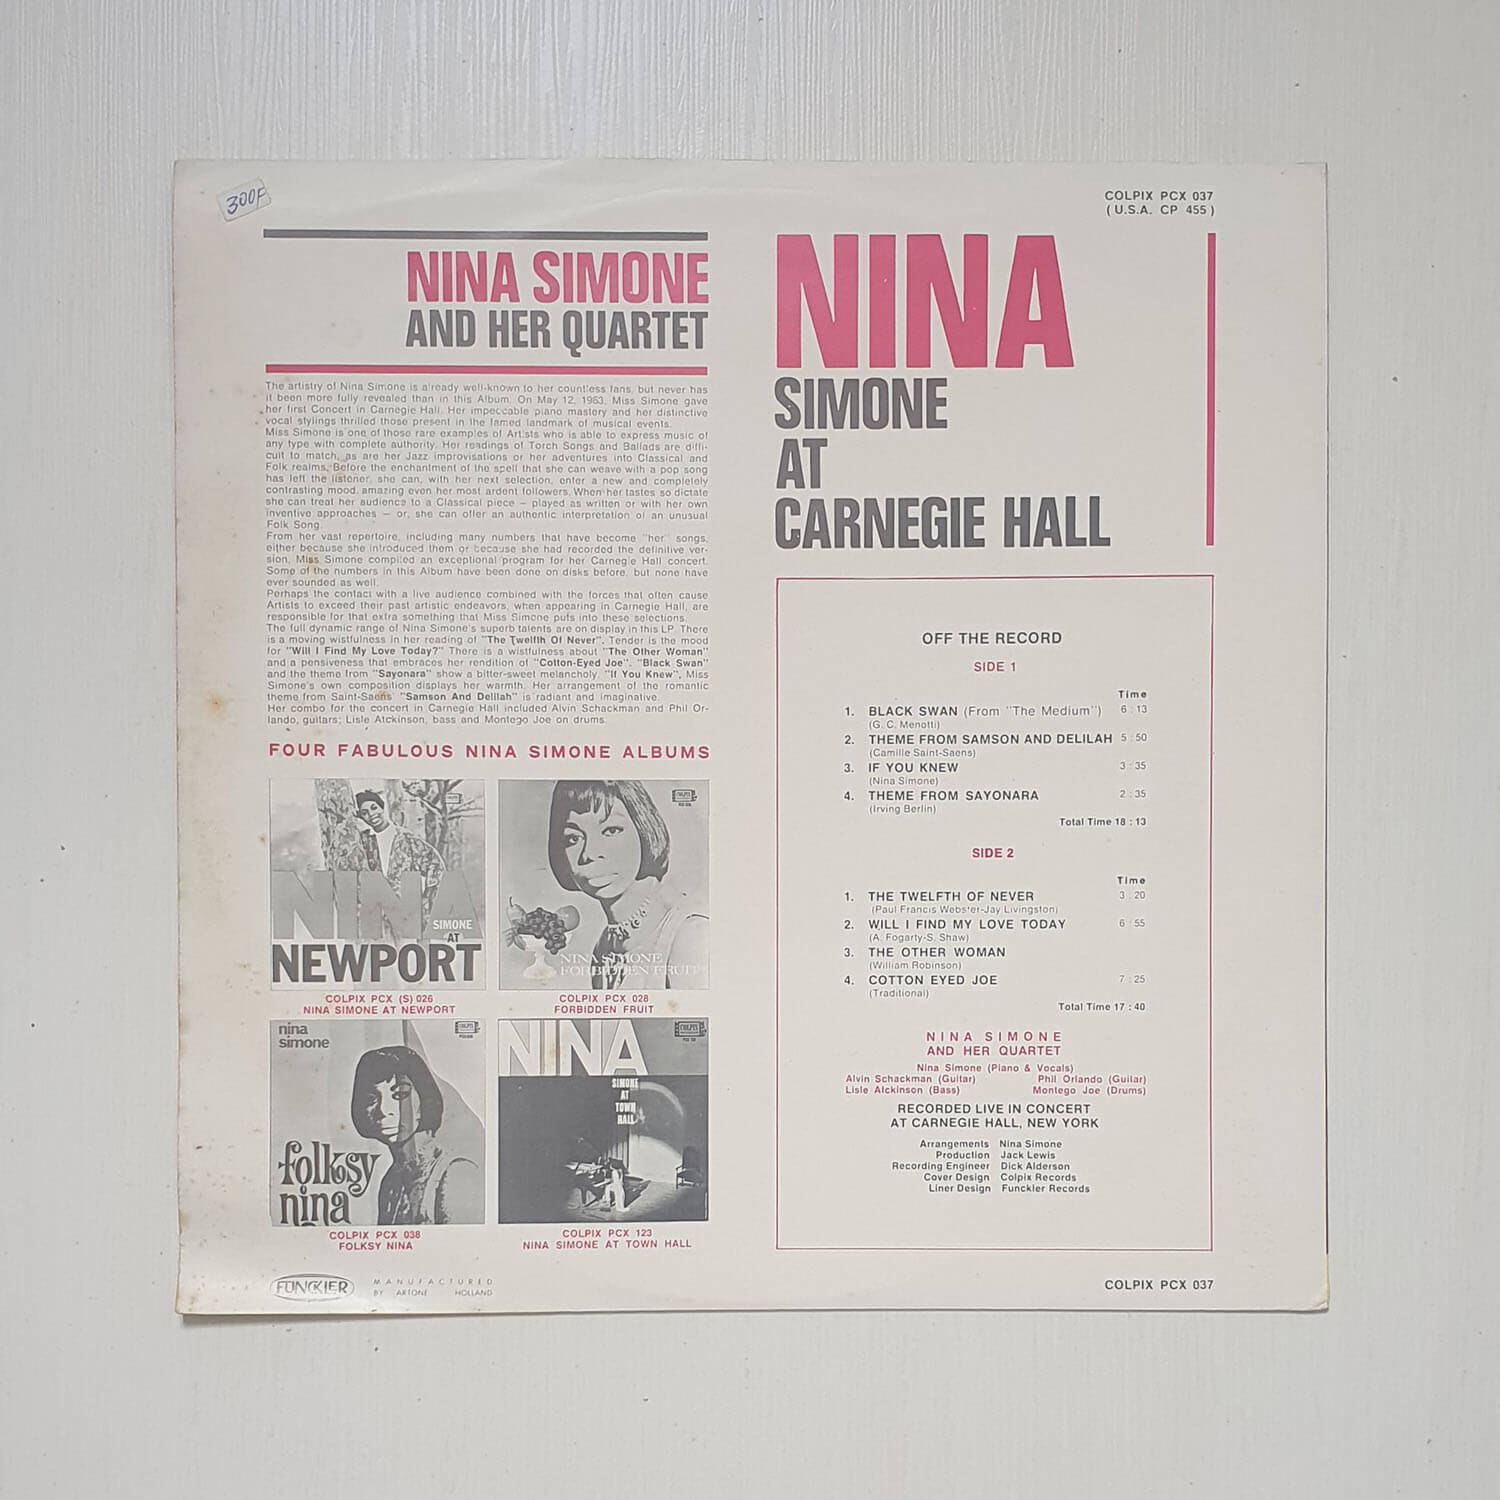 300F
COLPIX PCX 037
(U.S.A. CP 455)
NINA SIMONE
AND HER QUARTET
The artistry of Nina Simone is already well-known to her countless fans, but never has
it been more fully revealed than in this Album. On May 12, 1963, Miss Simone gave
her first Concert in Carnegie Hall. Her impeccable piano mastery and her distinctive
vocal stylings thrilled those present in the famed landmark of musical events.
Miss Simone is one of those rare examples of Artists who is able to express music of
any type with complete authority. Her readings of Torch Songs and Ballads are diffi-
cult to match, as are her Jazz improvisations or her adventures into Classical and
Folk realms. Before the enchantment of the spell that she can weave with a pop song
has left the listener, she can, with her next selection, enter a new and completely
contrasting mood, amazing even her most ardent followers. When her tastes so dictate
she can treat her audience to a Classical piece — played as written or with her own
inventive approaches — or, she can offer an authentic interpretation of an unusual
Folk Song.
From her vast repertoire, including many numbers that have become "her" songs,
either because she introduced them or because she had recorded the definitive ver-
sion, Miss Simone compiled an exceptional program for her Carnegie Hall concert.
Some of the numbers in this Album have been done on disks before, but none have
ever sounded as well.
Perhaps the contact with a live audience combined with the forces that often cause
Artists to exceed their past artistic endeavors, when appearing in Carnegie Hall, are
responsible for that extra something that Miss Simone puts into these selections.
The full dynamic range of Nina Simone's superb talents are on display in this LP. There
is a moving wistfulness in her reading of "The Twelfth Of Never". Tender is the mood
for "Will I Find My Love Today?" There is a wistfulness about "The Other Woman"
and a pensiveness that embraces her rendition of "Cotton-Eyed Joe". "Black Swan"
and the theme from "Sayonara" show a bitter-sweet melancholy. "If You Knew", Miss
Simone's own composition displays her warmth. Her arrangement of the romantic
theme from Saint-Saens' "Samson And Delilah" is radiant and imaginative.
Her combo for the concert in Carnegie Hall included Alvin Schackman and Phil Or-
lando, guitars; Lisle Atckinson, bass and Montego Joe on drums.
FOUR FABULOUS NINA SIMONE ALBUMS
NINA
SIMONE
AT
NEWPORT
COLPIX PCX (S) 026
NINA SIMONE AT NEWPORT
NINA SIMONE
FORBIDDEN FRUIT
COLPIX PCX 028
FORBIDDEN FRUIT
nina
simone
folksy
nina
COLPIX PCX 038
FOLKSY NINA
NINA
SIMONE
AT
TOWN
HALL
COLPIX PCX 123
NINA SIMONE AT TOWN HALL
FUNCKLER
MANUFACTURED
BY ARTONE HOLLAND
NINA
SIMONE
AT
CARNEGIE HALL
OFF THE RECORD
SIDE 1
Time
1. BLACK SWAN (From "The Medium") 6:13
(G. C. Menotti)
2. THEME FROM SAMSON AND DELILAH 5:50
(Camille Saint-Saens)
3. IF YOU KNEW 3:35
(Nina Simone)
4. THEME FROM SAYONARA 2:35
(Irving Berlin)
Total Time 18:13
SIDE 2
Time
1. THE TWELFTH OF NEVER 3:20
(Paul Francis Webster-Jay Livingston)
2. WILL I FIND MY LOVE TODAY 6:55
(A. Fogarty-S. Shaw)
3. THE OTHER WOMAN
(William Robinson)
4. COTTON EYED JOE 7:25
(Traditional)
Total Time 17:40
NINA SIMONE
AND HER QUARTET
Nina Simone (Piano & Vocals)
Alvin Schackman (Guitar) Phil Orlando (Guitar)
Lisle Atckinson (Bass) Montego Joe (Drums)
RECORDED LIVE IN CONCERT
AT CARNEGIE HALL, NEW YORK
Arrangements Nina Simone
Production Jack Lewis
Recording Engineer Dick Alderson
Cover Design Colpix Records
Liner Design Funckler Records
COLPIX PCX 037